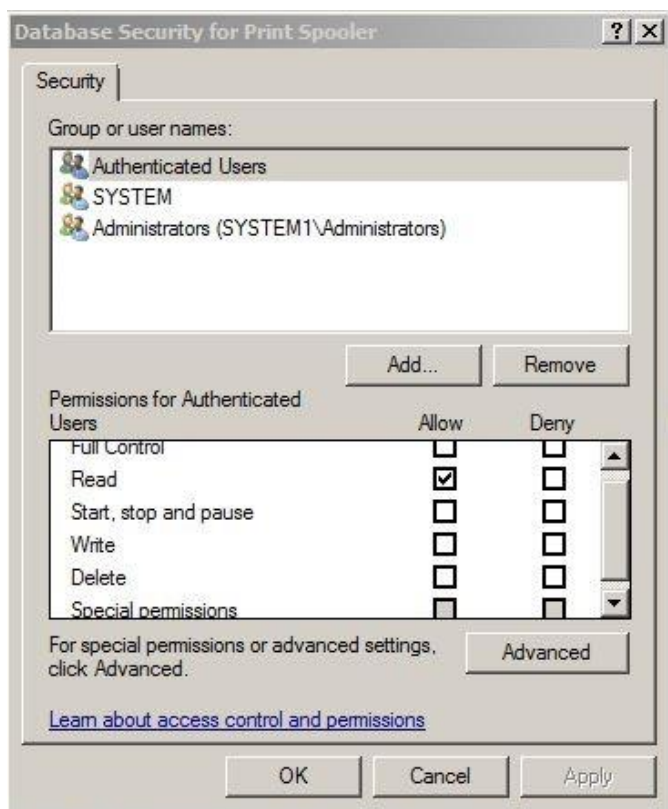 Database Security for Print Spooler
Security
Group or user names:
Authenticated Users
SYSTEM
Administrators (SYSTEM1\Administrators)
Add...
Remove
Permissions for Authenticated
Users
Allow
Deny
Full Control
Read
Start, stop and pause
Write
Delete
Special permissions
For special permissions or advanced settings,
click Advanced.
Advanced
Learn about access control and permissions
OK
Cancel
Apply